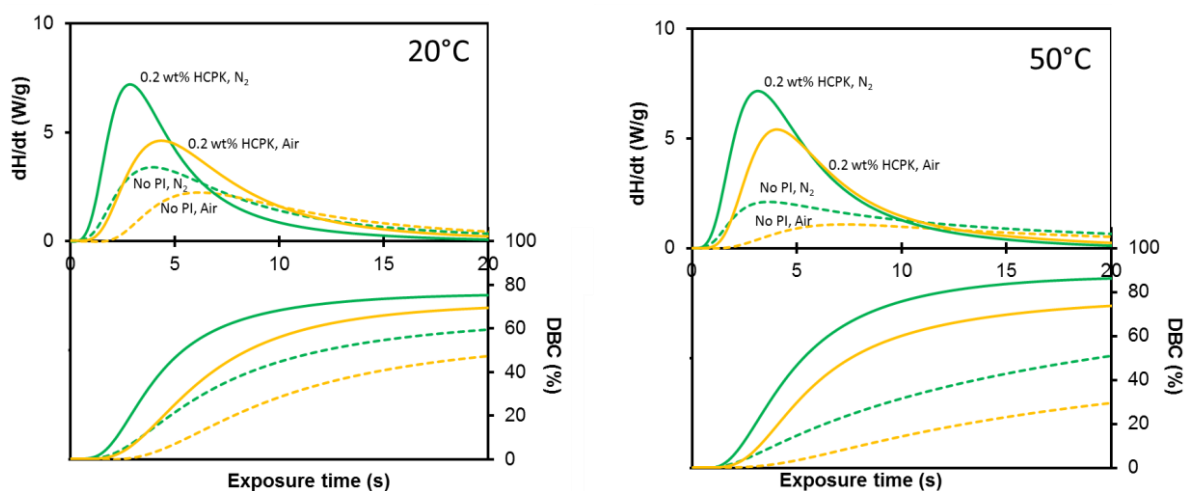 10
20°C
0.2 wt% HCPK, N₂
dH/dt (W/g)
5
0.2 wt% HCPK, Air
No PI, N₂
No PI, Air
0
100
0 5 10 15 20
80
60
DBC (%)
40
20
0
Exposure time (s)
10
50°C
0.2 wt% HCPK, N₂
dH/dt (W/g)
5
0.2 wt% HCPK, Air
No PI, N₂
No PI, Air
0
100
0 5 10 15 20
80
60
DBC (%)
40
20
0
Exposure time (s)